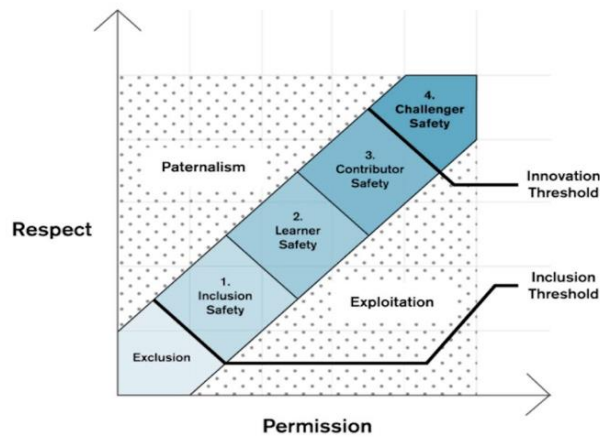 4.
Challenger
Safety
3.
Contributor
Safety
Paternalism
Innovation
Threshold
2.
Learner
Safety
Respect
1.
Inclusion
Safety
Exploitation
Inclusion
Threshold
Exclusion
Permission